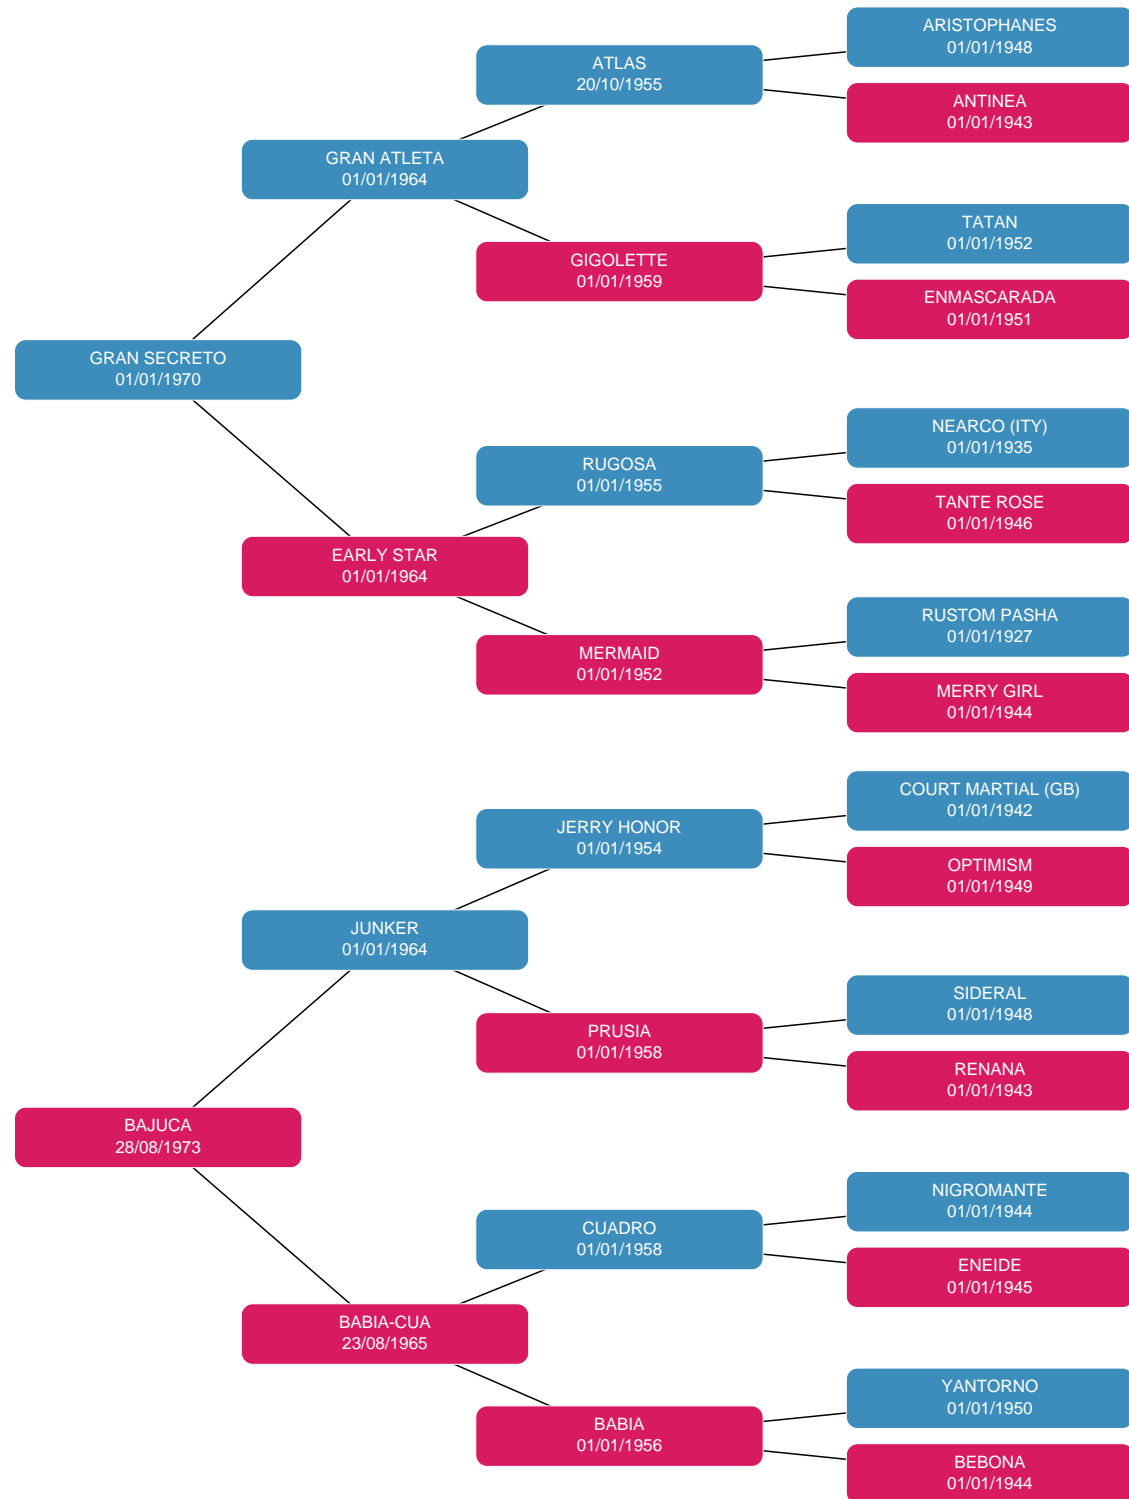 ARISTOPHANES
01/01/1948
ATLAS
20/10/1955
ANTINEA
01/01/1943
GRAN ATLETA
01/01/1964
TATAN
01/01/1952
GIGOLETTE
01/01/1959
ENMASCARADA
01/01/1951
GRAN SECRETO
01/01/1970
NEARCO (ITY)
01/01/1935
RUGOSA
01/01/1955
TANTE ROSE
01/01/1946
EARLY STAR
01/01/1964
RUSTOM PASHA
01/01/1927
MERMAID
01/01/1952
MERRY GIRL
01/01/1944
COURT MARTIAL (GB)
01/01/1942
JERRY HONOR
01/01/1954
OPTIMISM
01/01/1949
JUNKER
01/01/1964
SIDERAL
01/01/1948
PRUSIA
01/01/1958
RENANA
01/01/1943
BAJUCA
28/08/1973
NIGROMANTE
01/01/1944
CUADRO
01/01/1958
ENEIDE
01/01/1945
BABIA-CUA
23/08/1965
YANTORNO
01/01/1950
BABIA
01/01/1956
BEBONA
01/01/1944